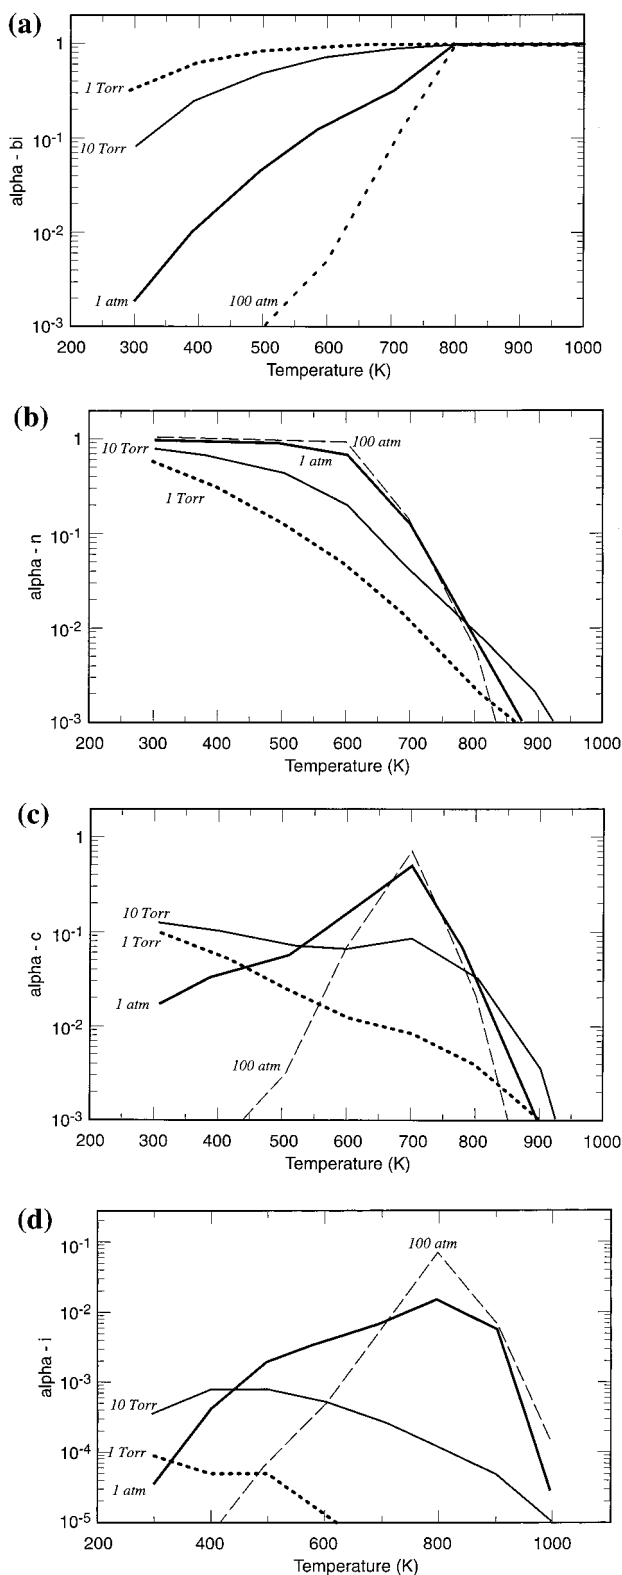 (a)
alpha - bi
1
10-1
10-2
10-3
1 Torr
10 Torr
1 atm
100 atm
200 300 400 500 600 700 800 900 1000
Temperature (K)
(b)
alpha - n
1
10-1
10-2
10-3
10 Torr
100 atm
1 atm
1 Torr
200 300 400 500 600 700 800 900 1000
Temperature (K)
(c)
alpha - c
1
10-1
10-2
10-3
10 Torr
1 Torr
1 atm
100 atm
200 300 400 500 600 700 800 900 1000
Temperature (K)
(d)
alpha - i
10-1
10-2
10-3
10-4
10-5
100 atm
10 Torr
1 Torr
1 atm
200 400 600 800 1000
Temperature (K)